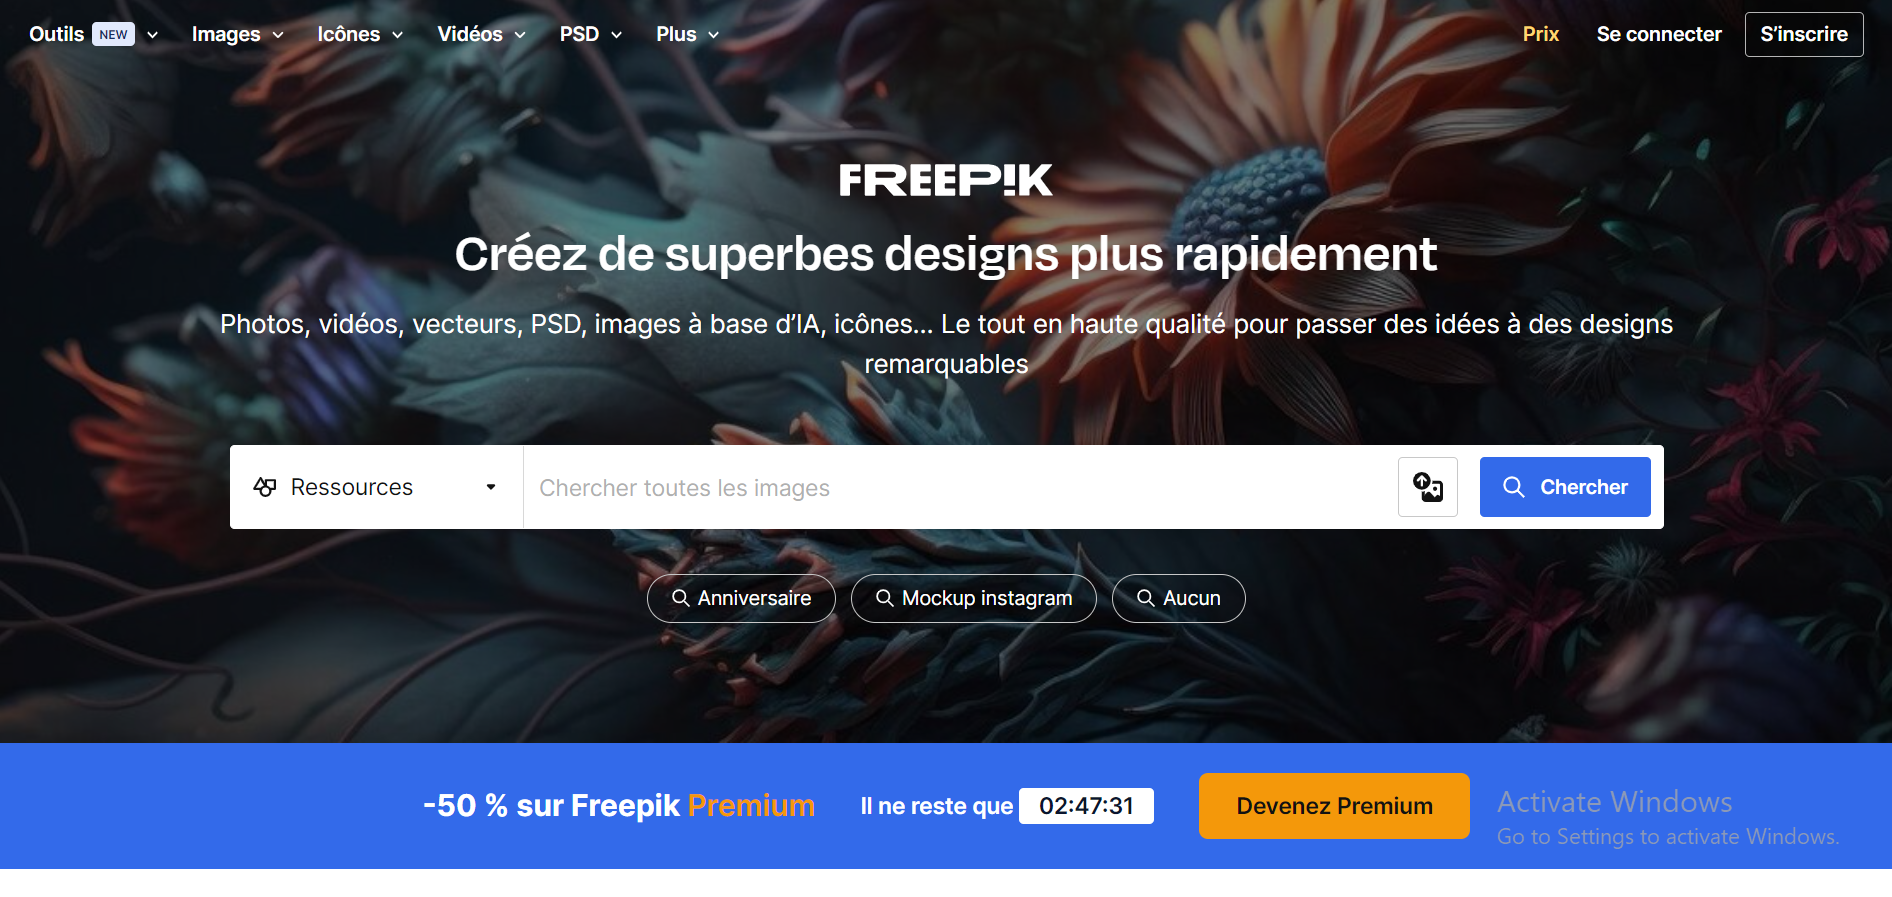 Outils NEW Images Icônes Vidéos PSD Plus Prix Se connecter S'inscrire
FREEPIK
Créez de superbes designs plus rapidement
Photos, vidéos, vecteurs, PSD, images à base d’IA, icônes... Le tout en haute qualité pour passer des idées à des designs
remarquables
Ressources Chercher toutes les images Chercher
Anniversaire Mockup instagram Aucun
-50 % sur Freepik Premium Il ne reste que 02:47:31 Devenez Premium
Activate Windows
Go to Settings to activate Windows.